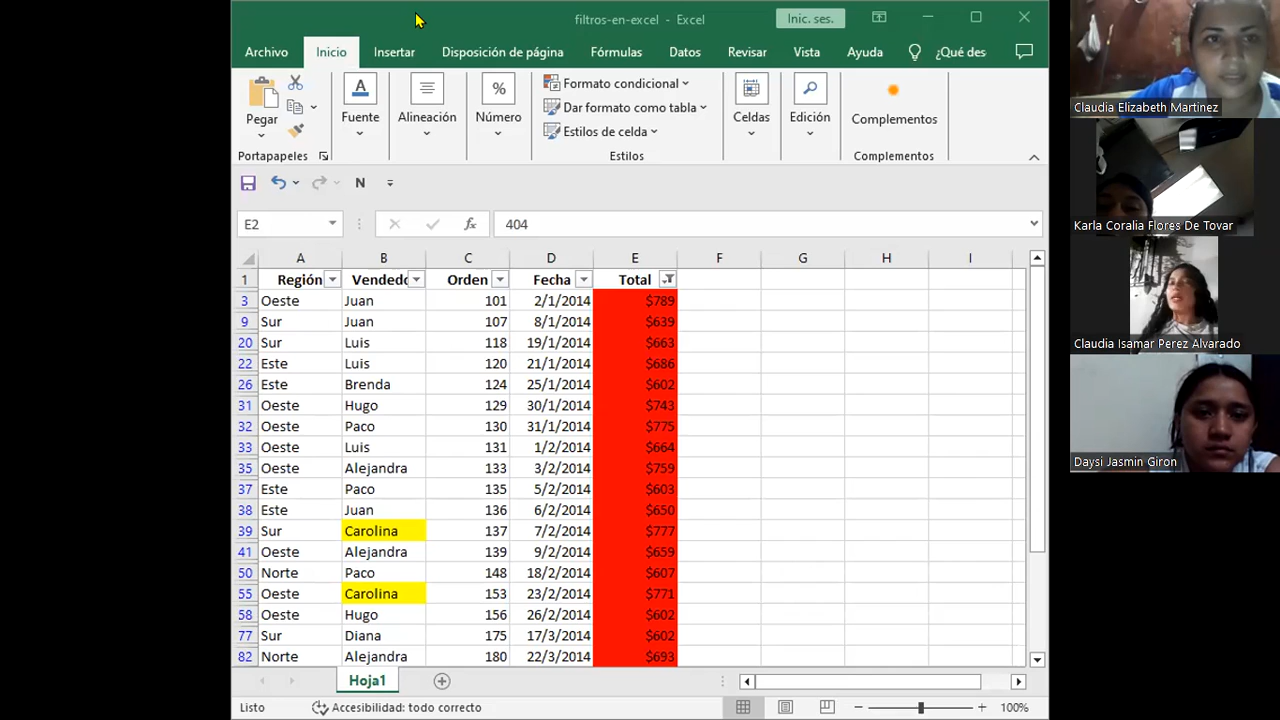 filtros-en-excel - Excel
Inic. ses.
Archivo Inicio Insertar Disposición de página Fórmulas Datos Revisar Vista Ayuda ¿Qué des
Pegar
Portapapeles
Fuente
Alineación
Número
Formato condicional
Dar formato como tabla
Estilos de celda
Estilos
Celdas
Edición
Complementos
Complementos
N
E2 fx 404
A B C D E F G H I
1 Región Vendedo Orden Fecha Total
3 Oeste Juan 101 2/1/2014 $789
9 Sur Juan 107 8/1/2014 $639
20 Sur Luis 118 19/1/2014 $663
22 Este Luis 120 21/1/2014 $686
26 Este Brenda 124 25/1/2014 $602
31 Oeste Hugo 129 30/1/2014 $743
32 Oeste Paco 130 31/1/2014 $775
33 Oeste Luis 131 1/2/2014 $664
35 Oeste Alejandra 133 3/2/2014 $759
37 Este Paco 135 5/2/2014 $603
38 Este Juan 136 6/2/2014 $650
39 Sur Carolina 137 7/2/2014 $777
41 Oeste Alejandra 139 9/2/2014 $659
50 Norte Paco 148 18/2/2014 $607
55 Oeste Carolina 153 23/2/2014 $771
58 Oeste Hugo 156 26/2/2014 $602
77 Sur Diana 175 17/3/2014 $602
82 Norte Alejandra 180 22/3/2014 $693
Hoja1
Listo Accesibilidad: todo correcto 100%
Claudia Elizabeth Martinez
Karla Coralia Flores De Tovar
Claudia Isamar Perez Alvarado
Daysi Jasmin Giron